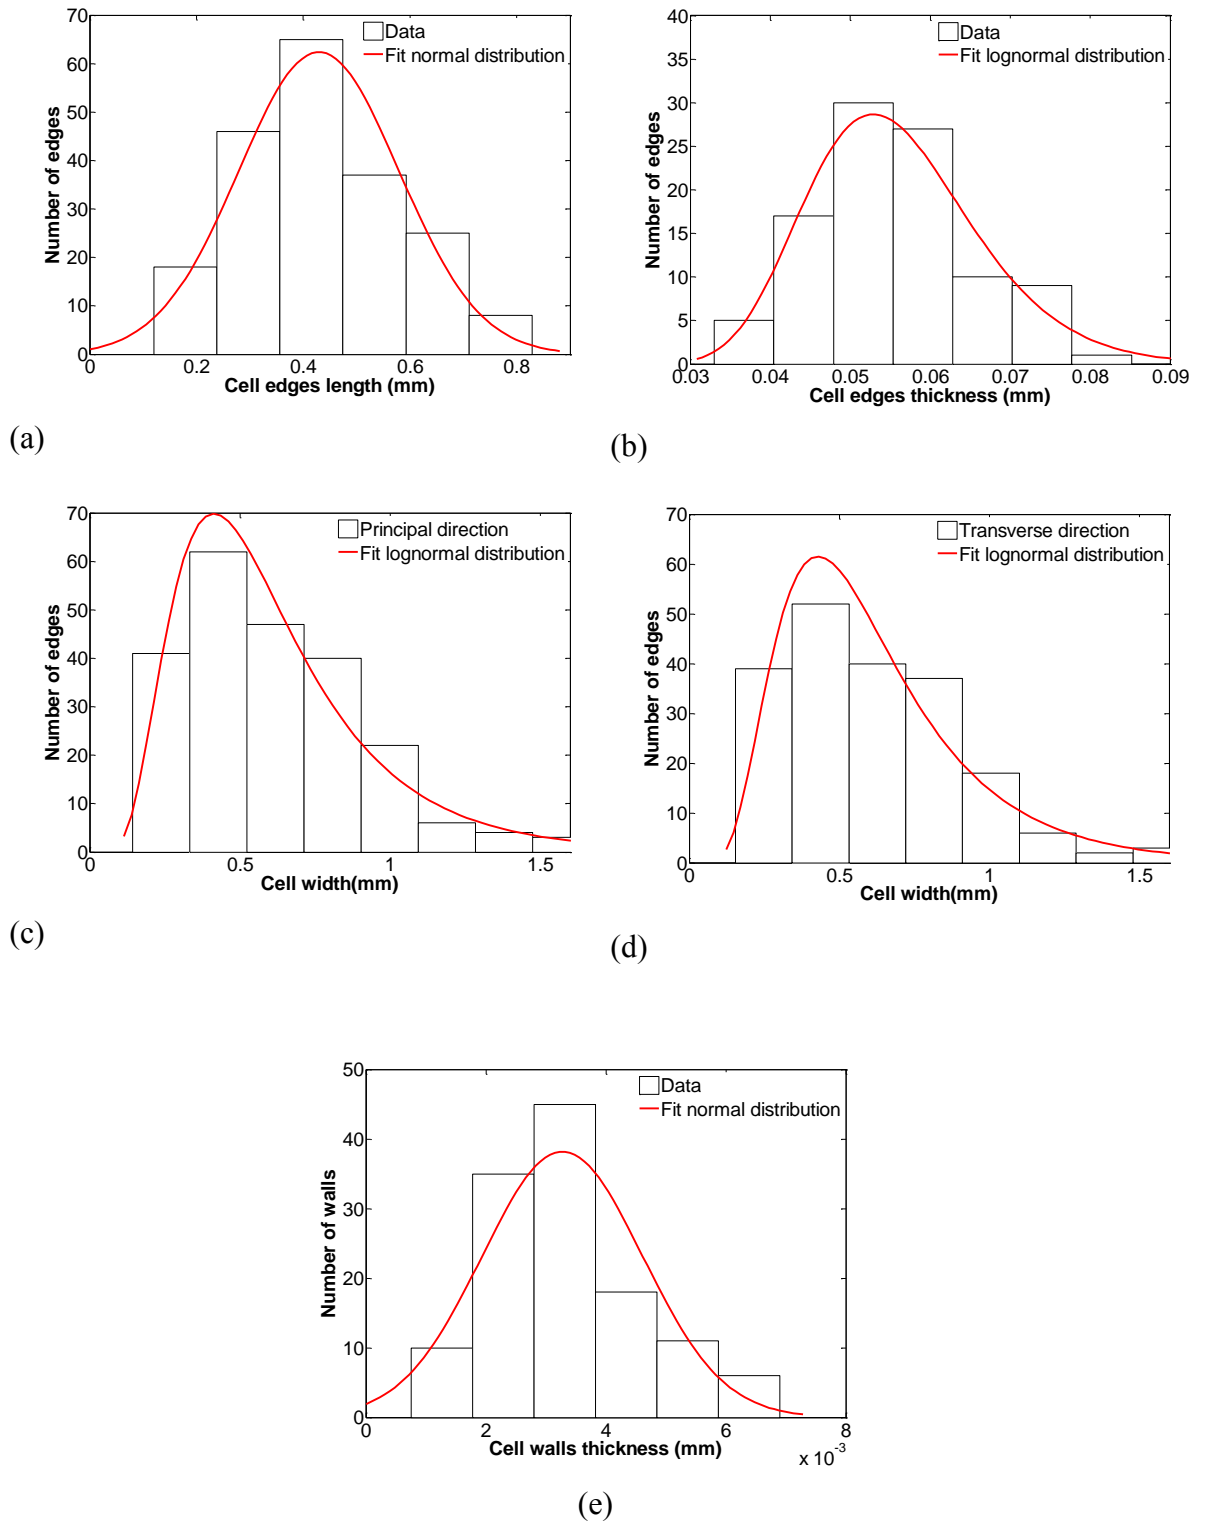 70
60
50
40
30
20
10
0
Number of edges
Data
Fit normal distribution
0 0.2 0.4 0.6 0.8
Cell edges length (mm)
(a)
40
35
30
25
20
15
10
5
0
Number of edges
Data
Fit lognormal distribution
0.03 0.04 0.05 0.06 0.07 0.08 0.09
Cell edges thickness (mm)
(b)
70
60
50
40
30
20
10
0
Number of edges
Principal direction
Fit lognormal distribution
0 0.5 1 1.5
Cell width(mm)
(c)
70
60
50
40
30
20
10
0
Number of edges
Transverse direction
Fit lognormal distribution
0 0.5 1 1.5
Cell width(mm)
(d)
50
40
30
20
10
0
Number of walls
Data
Fit normal distribution
0 2 4 6 8
Cell walls thickness (mm)
x 10⁻³
(e)